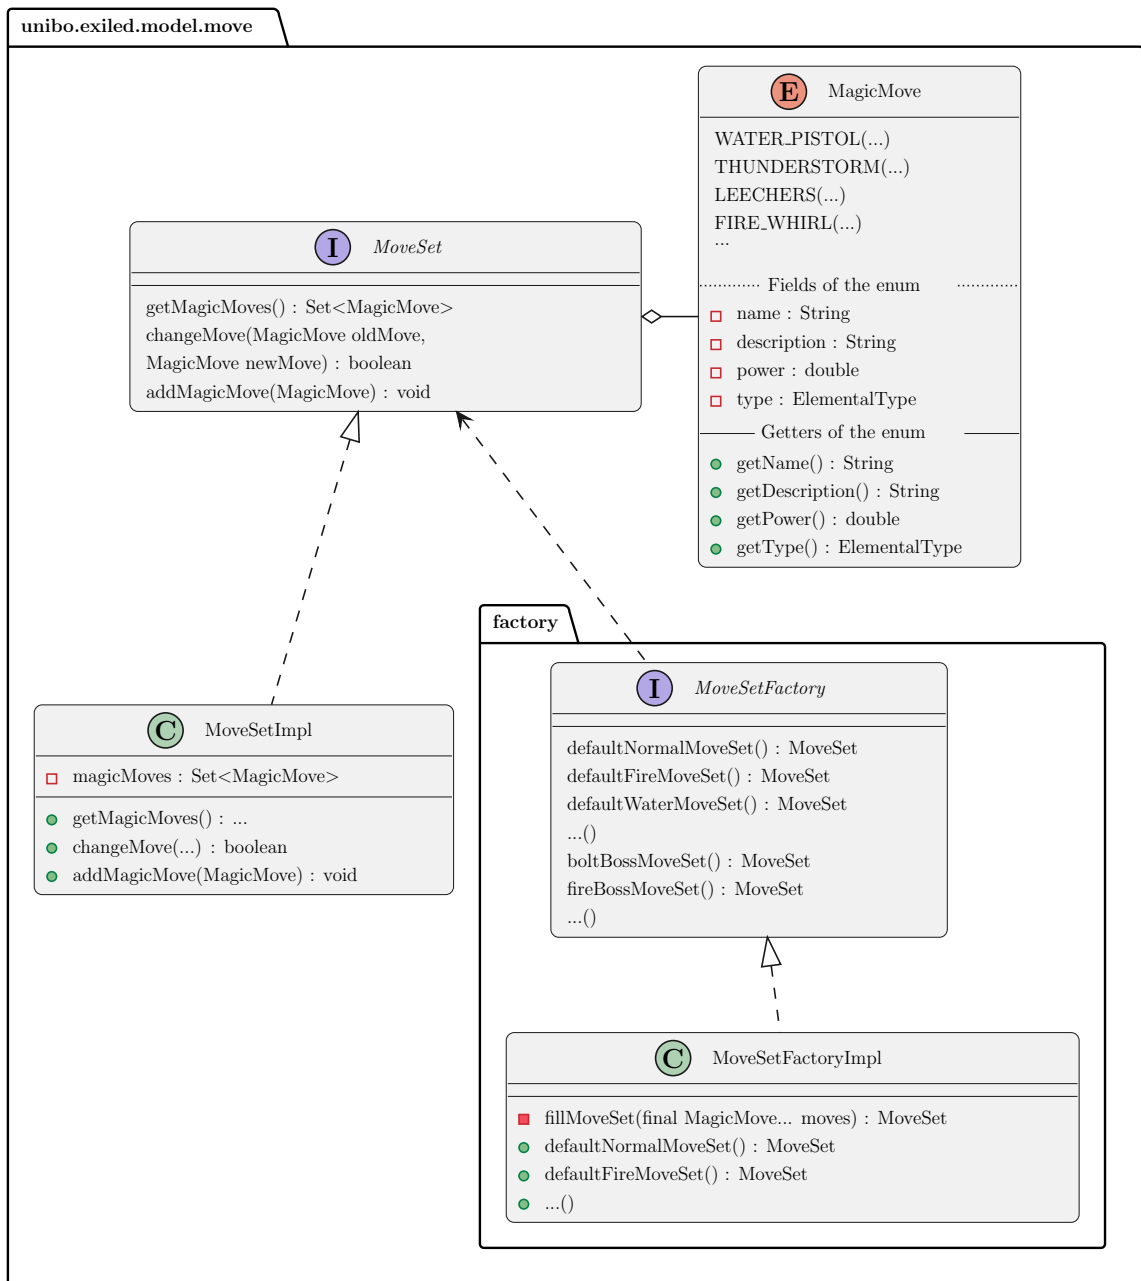 unibo.exiled.model.move
E MagicMove
WATER_PISTOL(...)
THUNDERSTORM(...)
LEECHERS(...)
FIRE_WHIRL(...)
...
Fields of the enum
name : String
description : String
power : double
type : ElementalType
Getters of the enum
getName() : String
getDescription() : String
getPower() : double
getType() : ElementalType
I MoveSet
getMagicMoves() : Set<MagicMove>
changeMove(MagicMove oldMove,
MagicMove newMove) : boolean
addMagicMove(MagicMove) : void
C MoveSetImpl
magicMoves : Set<MagicMove>
getMagicMoves() : ...
changeMove(...) : boolean
addMagicMove(MagicMove) : void
factory
I MoveSetFactory
defaultNormalMoveSet() : MoveSet
defaultFireMoveSet() : MoveSet
defaultWaterMoveSet() : MoveSet
...()
boltBossMoveSet() : MoveSet
fireBossMoveSet() : MoveSet
...()
C MoveSetFactoryImpl
fillMoveSet(final MagicMove... moves) : MoveSet
defaultNormalMoveSet() : MoveSet
defaultFireMoveSet() : MoveSet
...()